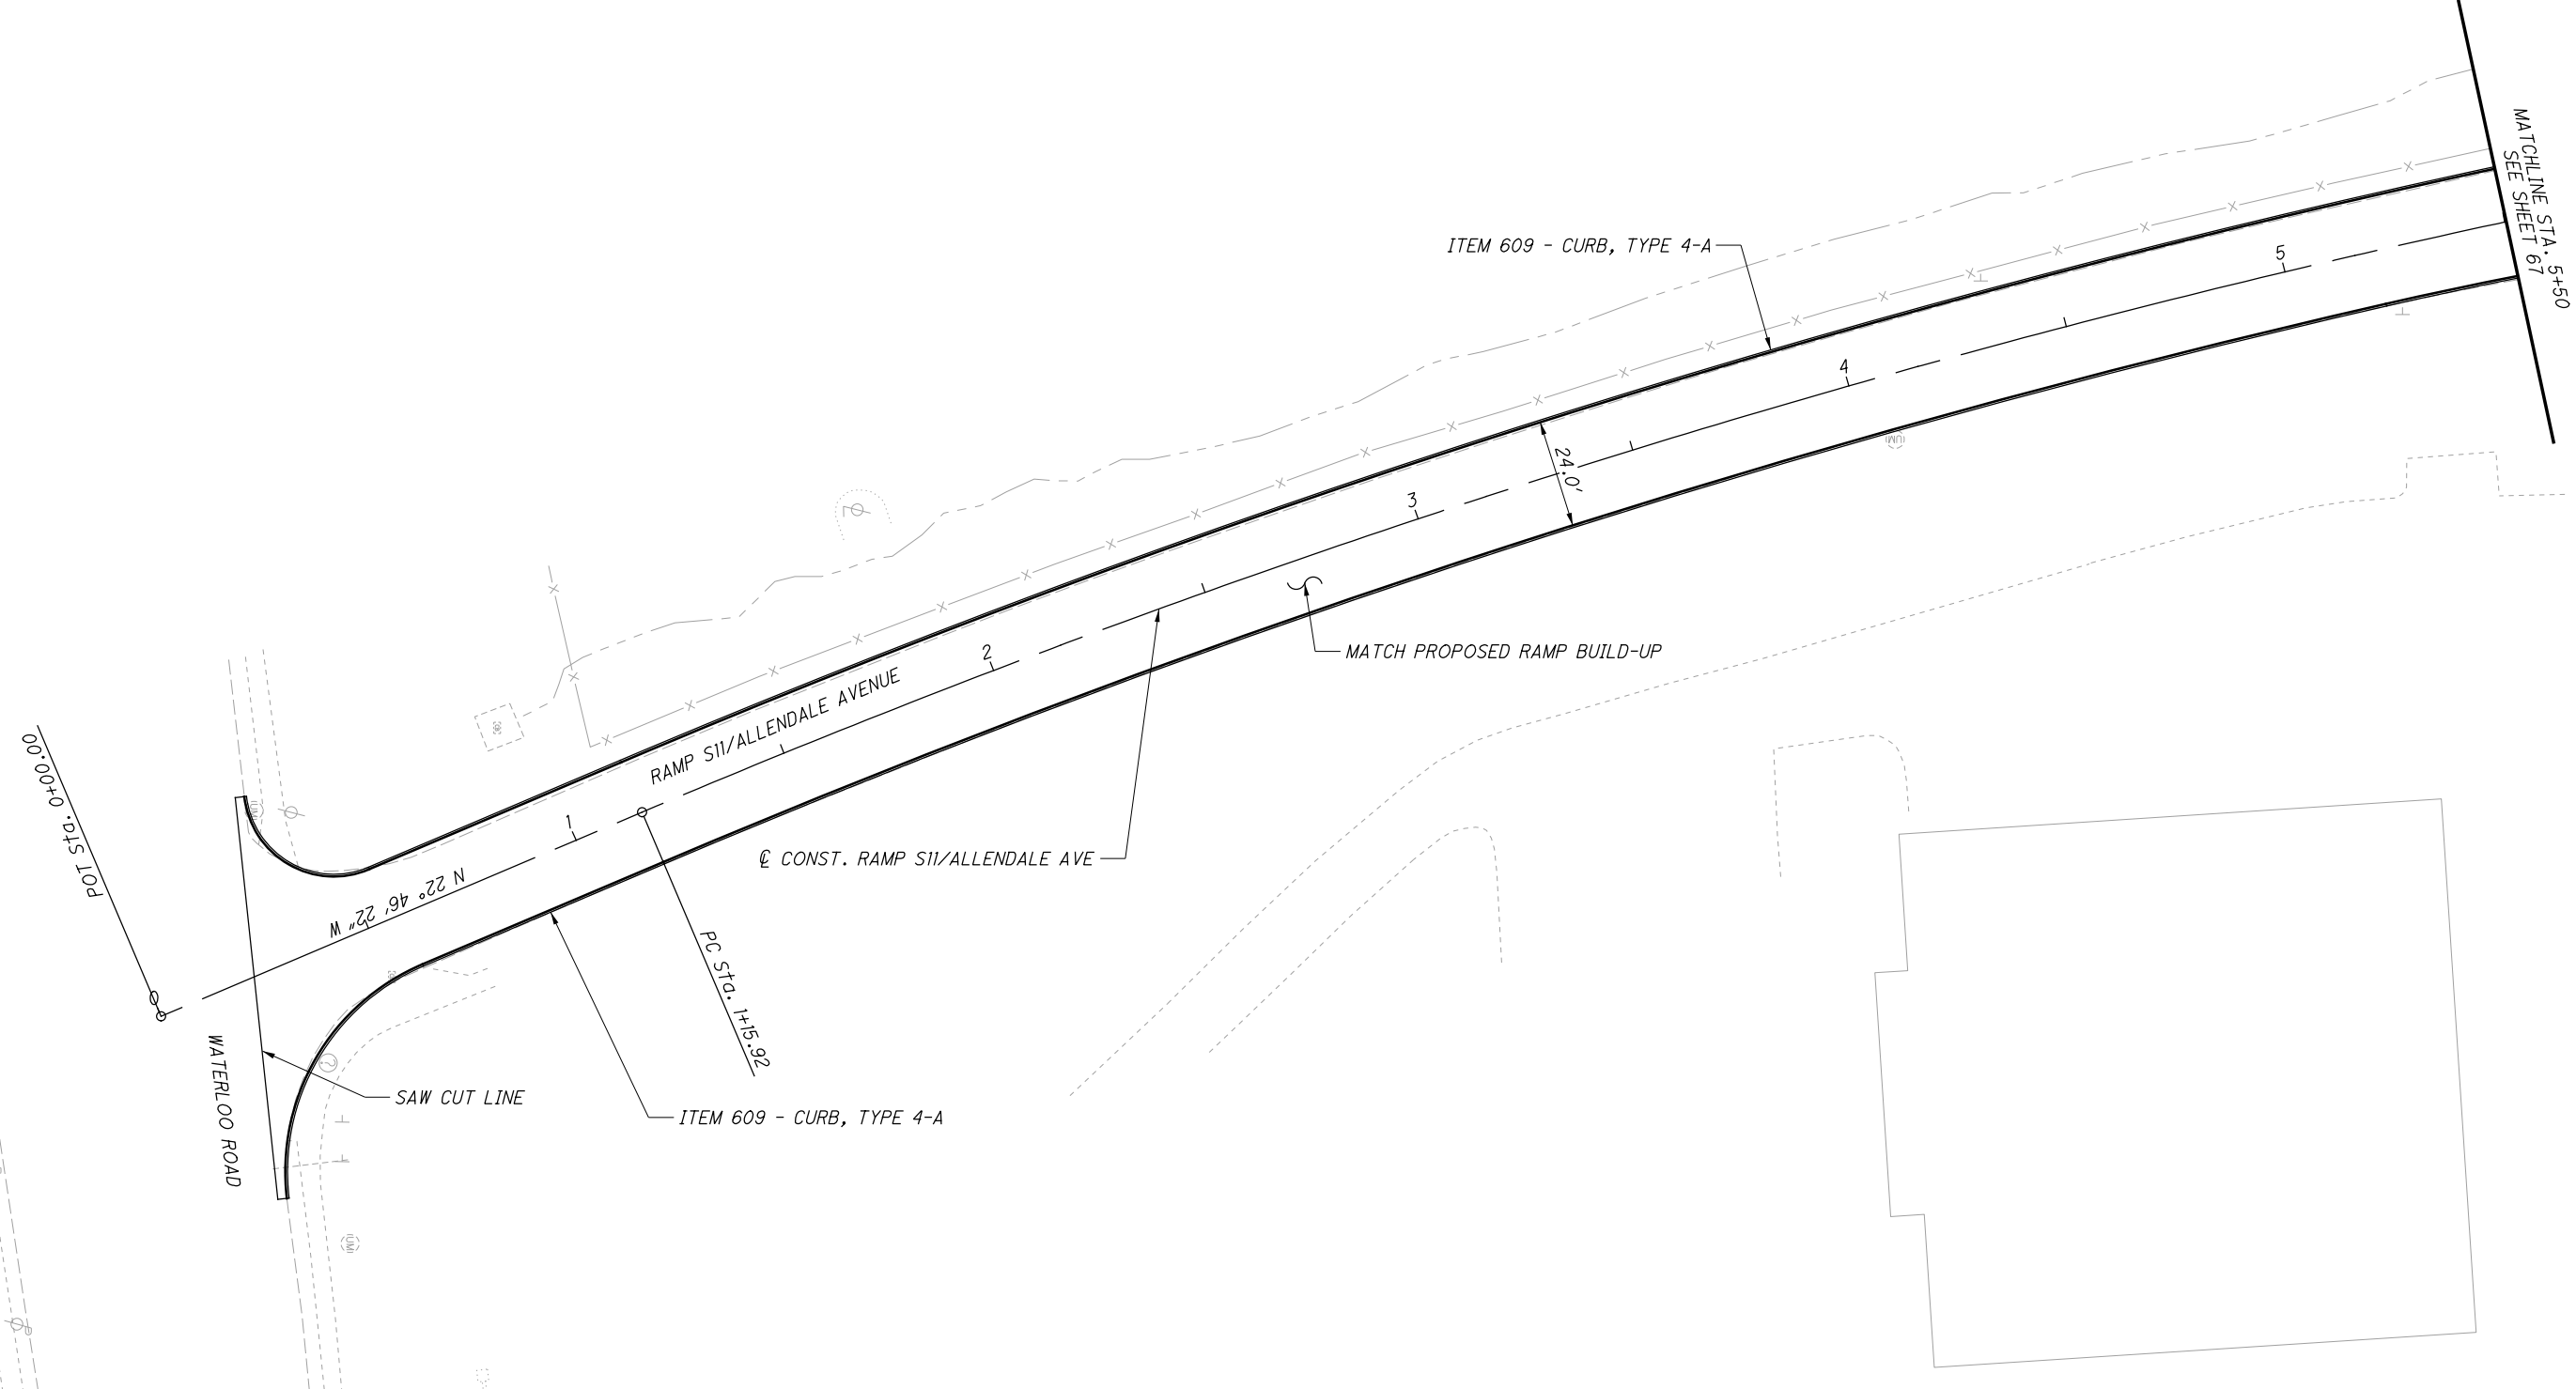 MATCHLINE STA. 5+50
SEE SHEET 67
ITEM 609 - CURB, TYPE 4-A
5
4
24.0'
3
MATCH PROPOSED RAMP BUILD-UP
2
RAMP S11/ALLENDALE AVENUE
1
℄ CONST. RAMP S11/ALLENDALE AVE
POT Sta. 0+00.00
N 22° 46' 22" W
0
PC Sta. 1+15.92
WATERLOO ROAD
SAW CUT LINE
ITEM 609 - CURB, TYPE 4-A